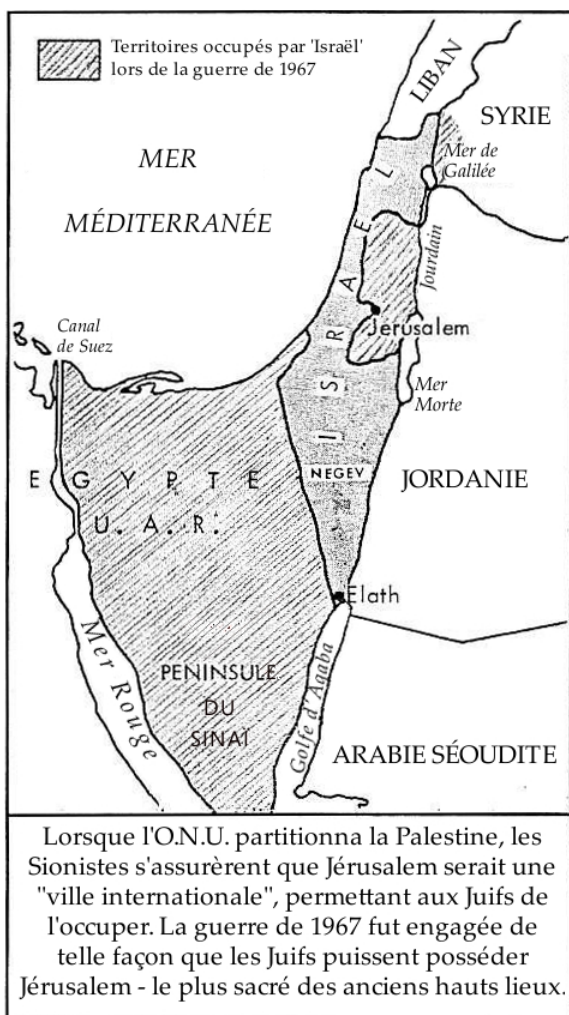 Territoires occupés par 'Israël'
lors de la guerre de 1967
LIBAN
SYRIE
MER
MÉDITERRANÉE
Mer de
Galilée
Jourdain
ISRAEL
Jérusalem
Canal
de Suez
Mer
Morte
NEGEV
EGYPTE
U.A.R.
JORDANIE
Elath
Mer Rouge
PENINSULE
DU
SINAÏ
Golfe d'Aqaba
ARABIE SÉOUDITE
Lorsque l'O.N.U. partitionna la Palestine, les
Sionistes s'assurèrent que Jérusalem serait une
"ville internationale", permettant aux Juifs de
l'occuper. La guerre de 1967 fut engagée de
telle façon que les Juifs puissent posséder
Jérusalem - le plus sacré des anciens hauts lieux.